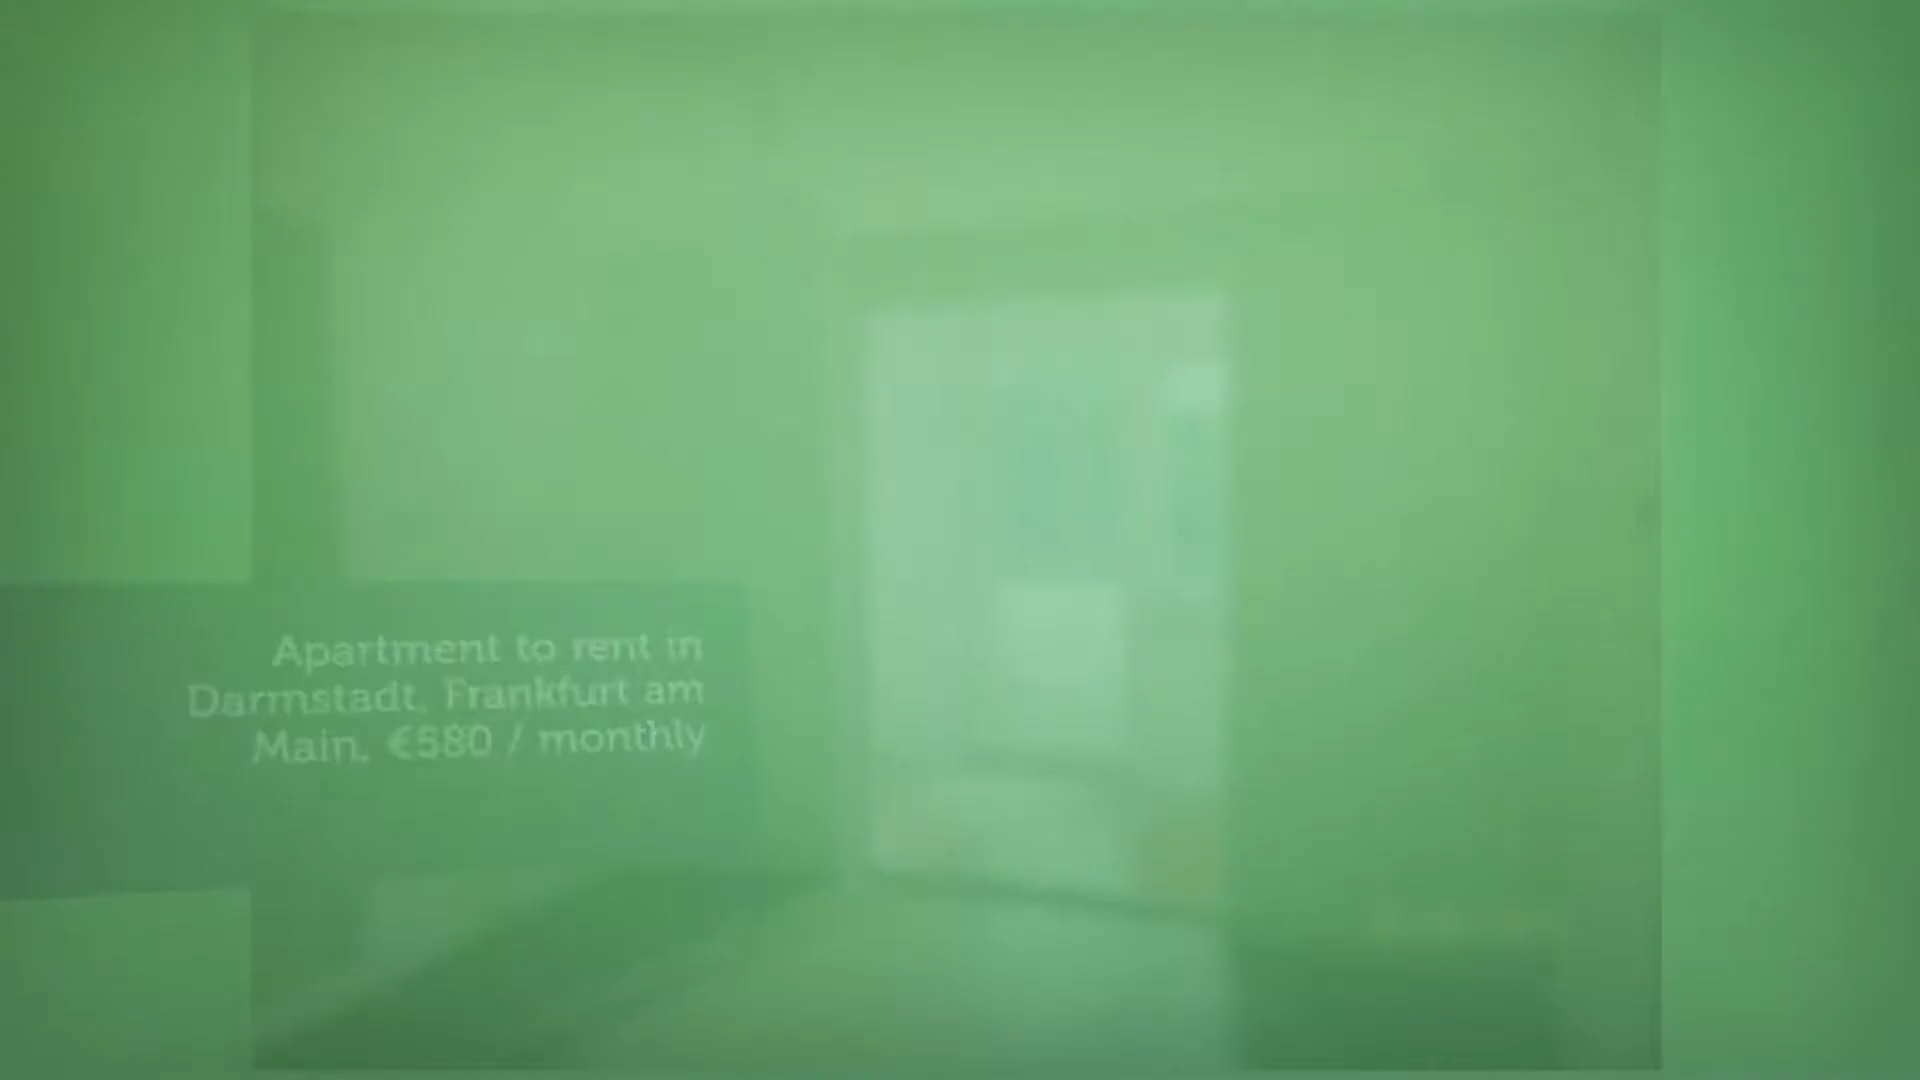 Apartment to rent in
Darmstadt, Frankfurt am
Main, €580 / monthly